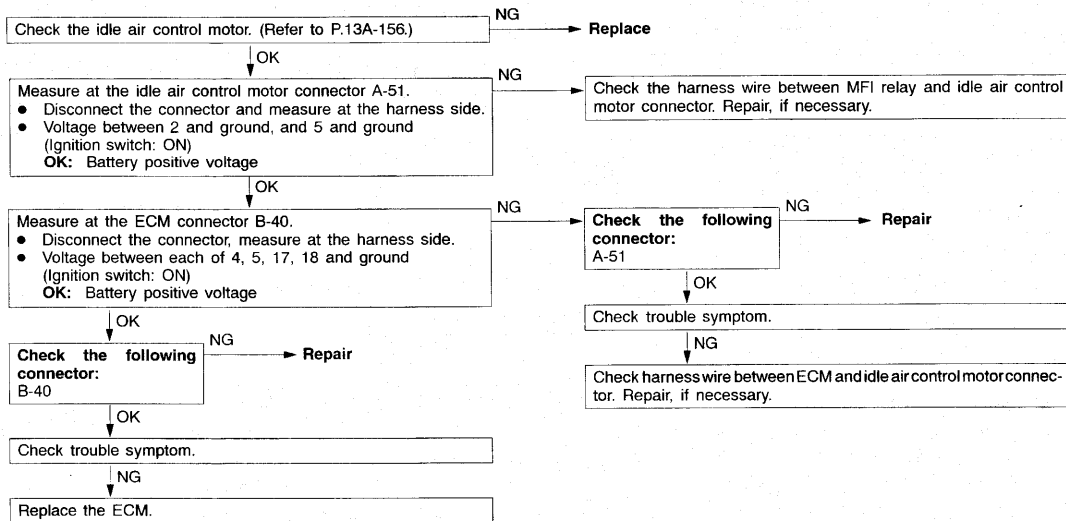 Check the idle air control motor. (Refer to P.13A-156.)
NG
Replace
OK
Measure at the idle air control motor connector A-51.
● Disconnect the connector and measure at the harness side.
● Voltage between 2 and ground, and 5 and ground
(Ignition switch: ON)
OK: Battery positive voltage
NG
Check the harness wire between MFI relay and idle air control
motor connector. Repair, if necessary.
OK
Measure at the ECM connector B-40.
● Disconnect the connector, measure at the harness side.
● Voltage between each of 4, 5, 17, 18 and ground
(Ignition switch: ON)
OK: Battery positive voltage
NG
Check the following
connector:
A-51
NG
Repair
OK
Check trouble symptom.
NG
Check harness wire between ECM and idle air control motor connec-
tor. Repair, if necessary.
OK
Check the following
connector:
B-40
NG
Repair
OK
Check trouble symptom.
NG
Replace the ECM.